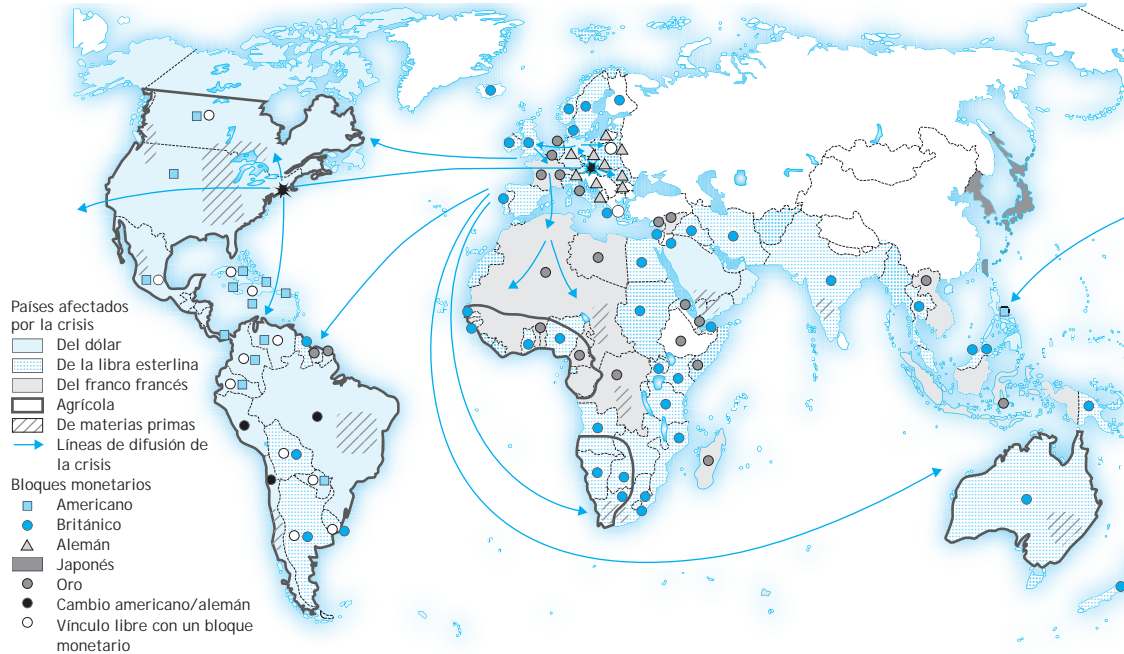 Países afectados
por la crisis
Del dólar
De la libra esterlina
Del franco francés
Agrícola
De materias primas
Líneas de difusión de
la crisis
Bloques monetarios
Americano
Británico
Alemán
Japonés
Oro
Cambio americano/alemán
Vínculo libre con un bloque
monetario